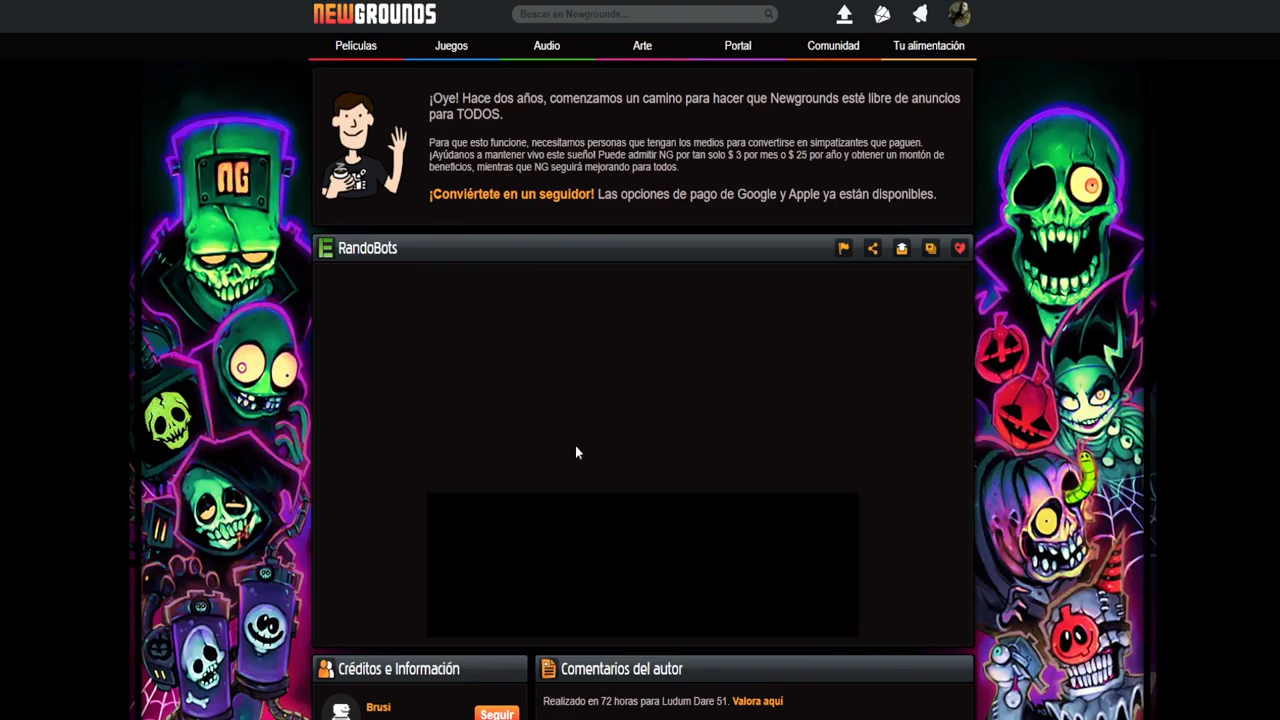 NEWGROUNDS
Buscar en Newgrounds...
Películas
Juegos
Audio
Arte
Portal
Comunidad
Tu alimentación
¡Oye! Hace dos años, comenzamos un camino para hacer que Newgrounds esté libre de anuncios
para TODOS.
Para que esto funcione, necesitamos personas que tengan los medios para convertirse en simpatizantes que paguen.
¡Ayúdanos a mantener vivo este sueño! Puede admitir NG por tan solo $ 3 por mes o $ 25 por año y obtener un montón de
beneficios, mientras que NG seguirá mejorando para todos.
¡Conviértete en un seguidor! Las opciones de pago de Google y Apple ya están disponibles.
NG
E RandoBots
Créditos e Información
Comentarios del autor
Brusi
Seguir
Realizado en 72 horas para Ludum Dare 51. Valora aquí